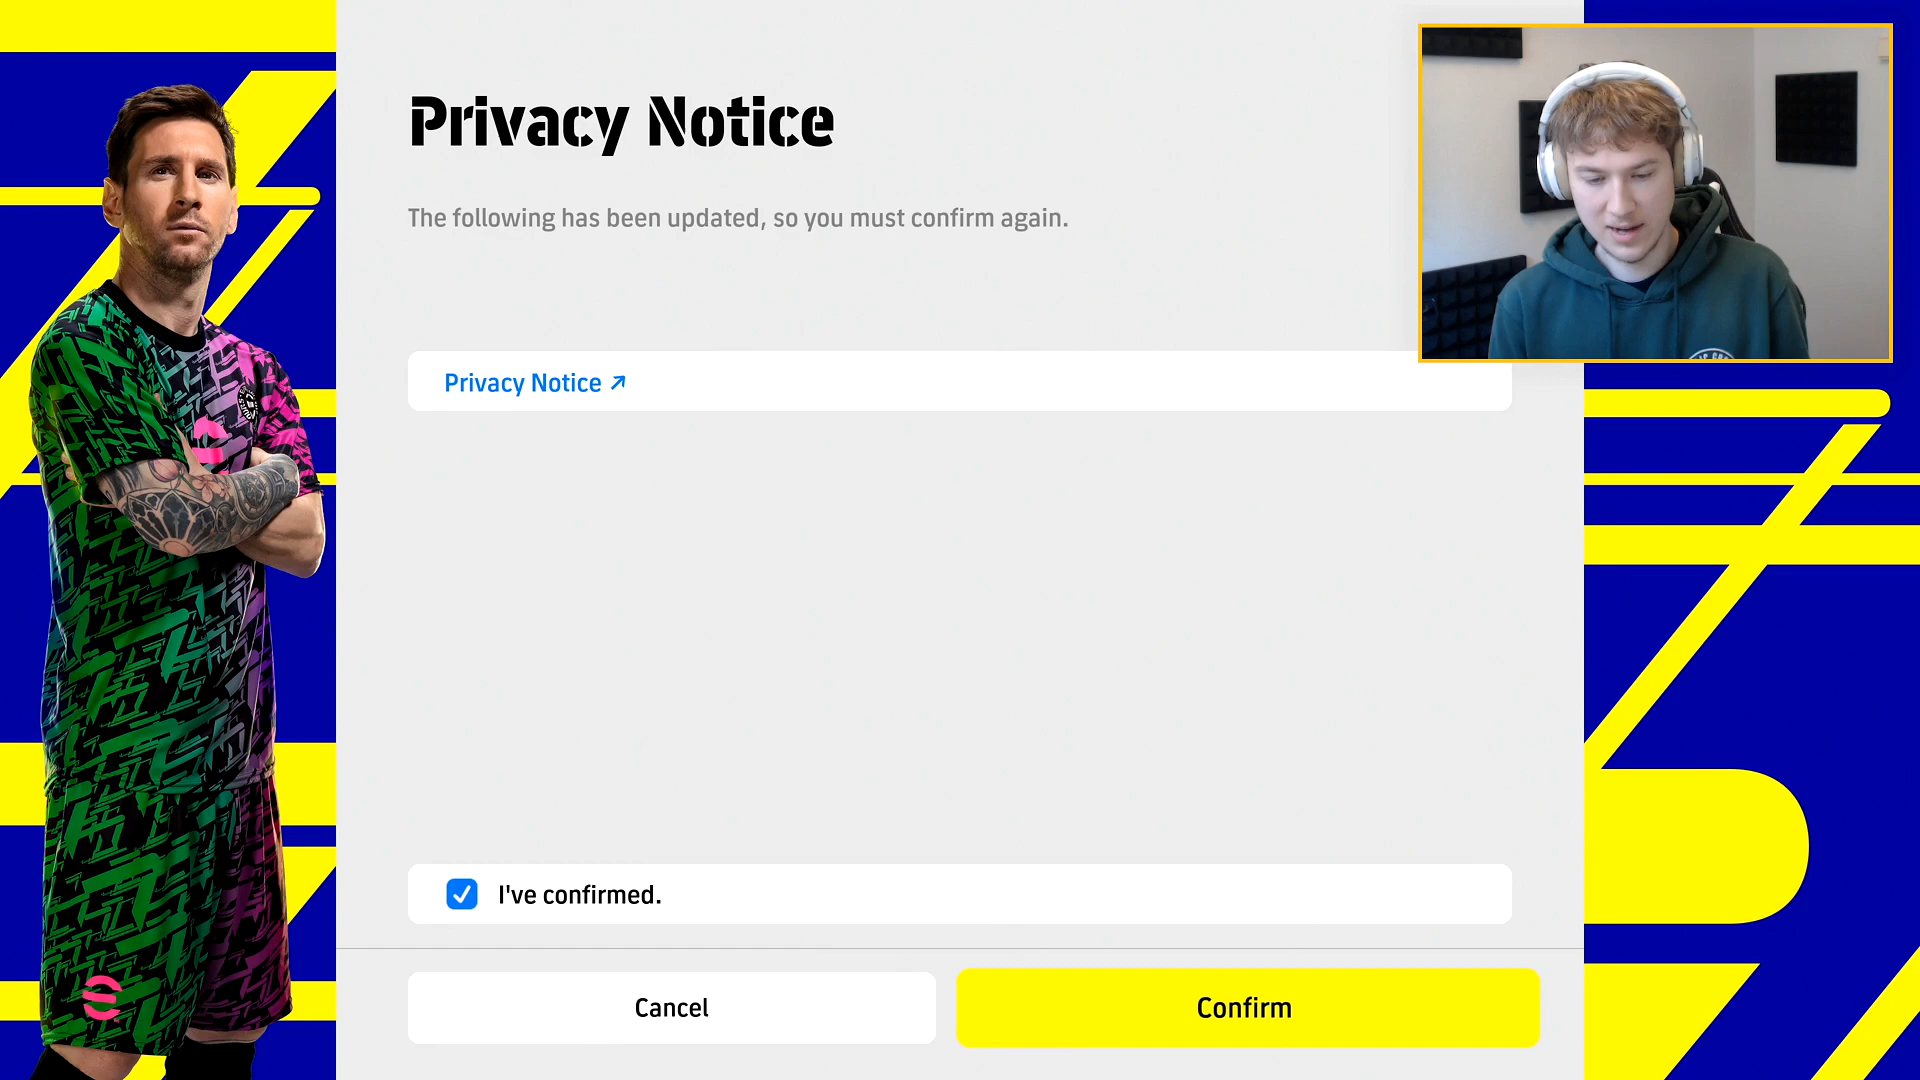 Privacy Notice
The following has been updated, so you must confirm again.
Privacy Notice
I've confirmed.
Cancel
Confirm